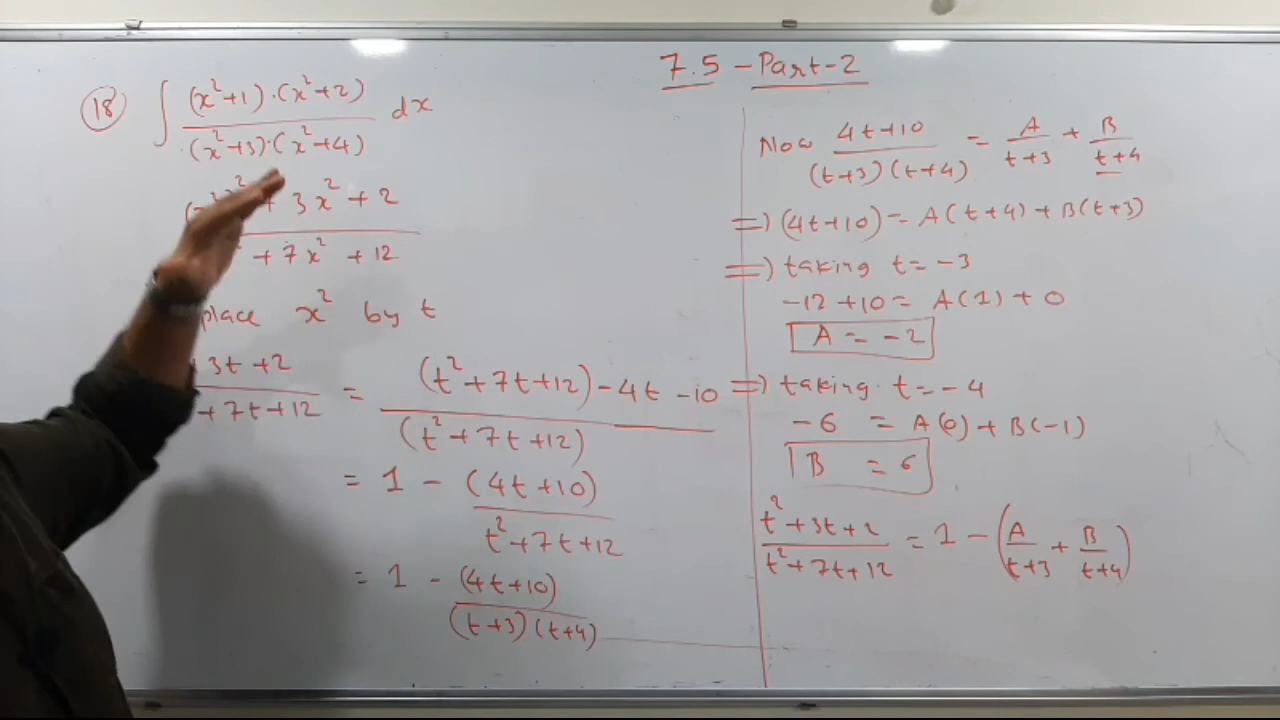 7.5 - Part-2
(18) ∫ (x²+1)·(x²+2) / (x²+3)·(x²+4) dx
+ 3x² + 2
+ 7x² + 12
x² by t
3t + 2 / + 7t + 12 = (t² + 7t + 12) - 4t - 10 / (t² + 7t + 12)
= 1 - (4t + 10) / t² + 7t + 12
= 1 - (4t + 10) / (t + 3)(t + 4)
Now 4t + 10 / (t + 3)(t + 4) = A / t + 3 + B / t + 4
⇒ (4t + 10) = A(t + 4) + B(t + 3)
⇒ taking t = -3
-12 + 10 = A(1) + 0
A = -2
⇒ taking t = -4
-6 = A(0) + B(-1)
B = 6
t² + 3t + 2 / t² + 7t + 12 = 1 - (A / t + 3 + B / t + 4)